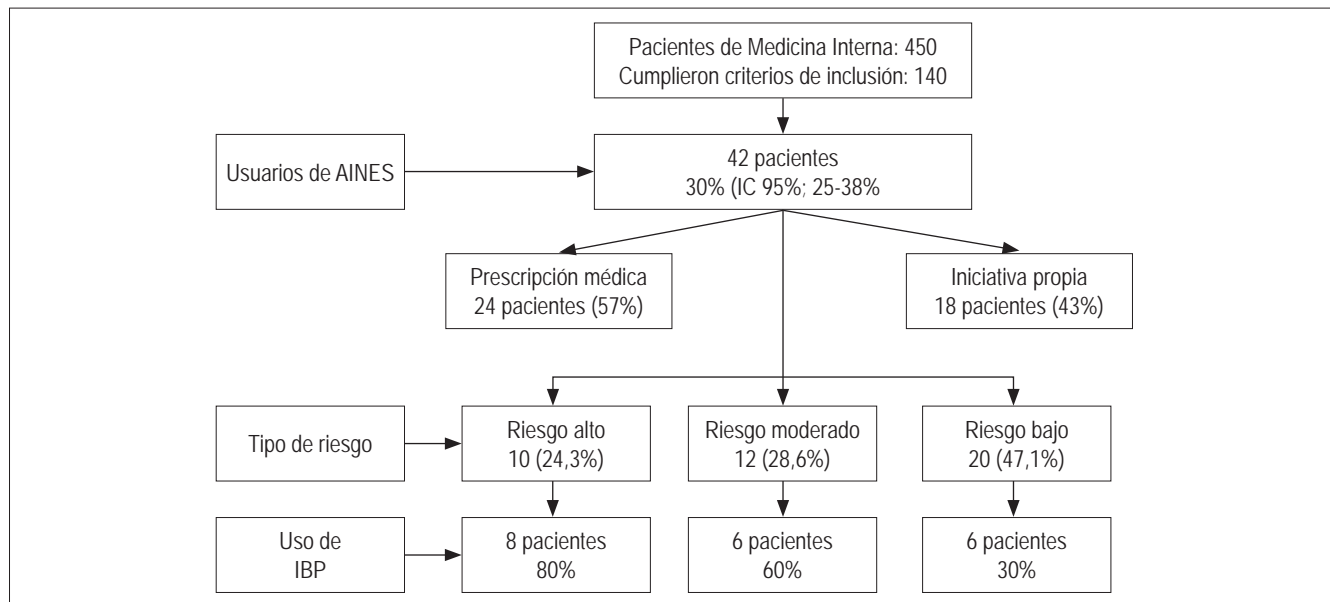 Pacientes de Medicina Interna: 450
Cumplieron criterios de inclusión: 140
Usuarios de AINES
42 pacientes
30% (IC 95%; 25-38%
Prescripción médica
24 pacientes (57%)
Iniciativa propia
18 pacientes (43%)
Tipo de riesgo
Riesgo alto
10 (24,3%)
Riesgo moderado
12 (28,6%)
Riesgo bajo
20 (47,1%)
Uso de
IBP
8 pacientes
80%
6 pacientes
60%
6 pacientes
30%